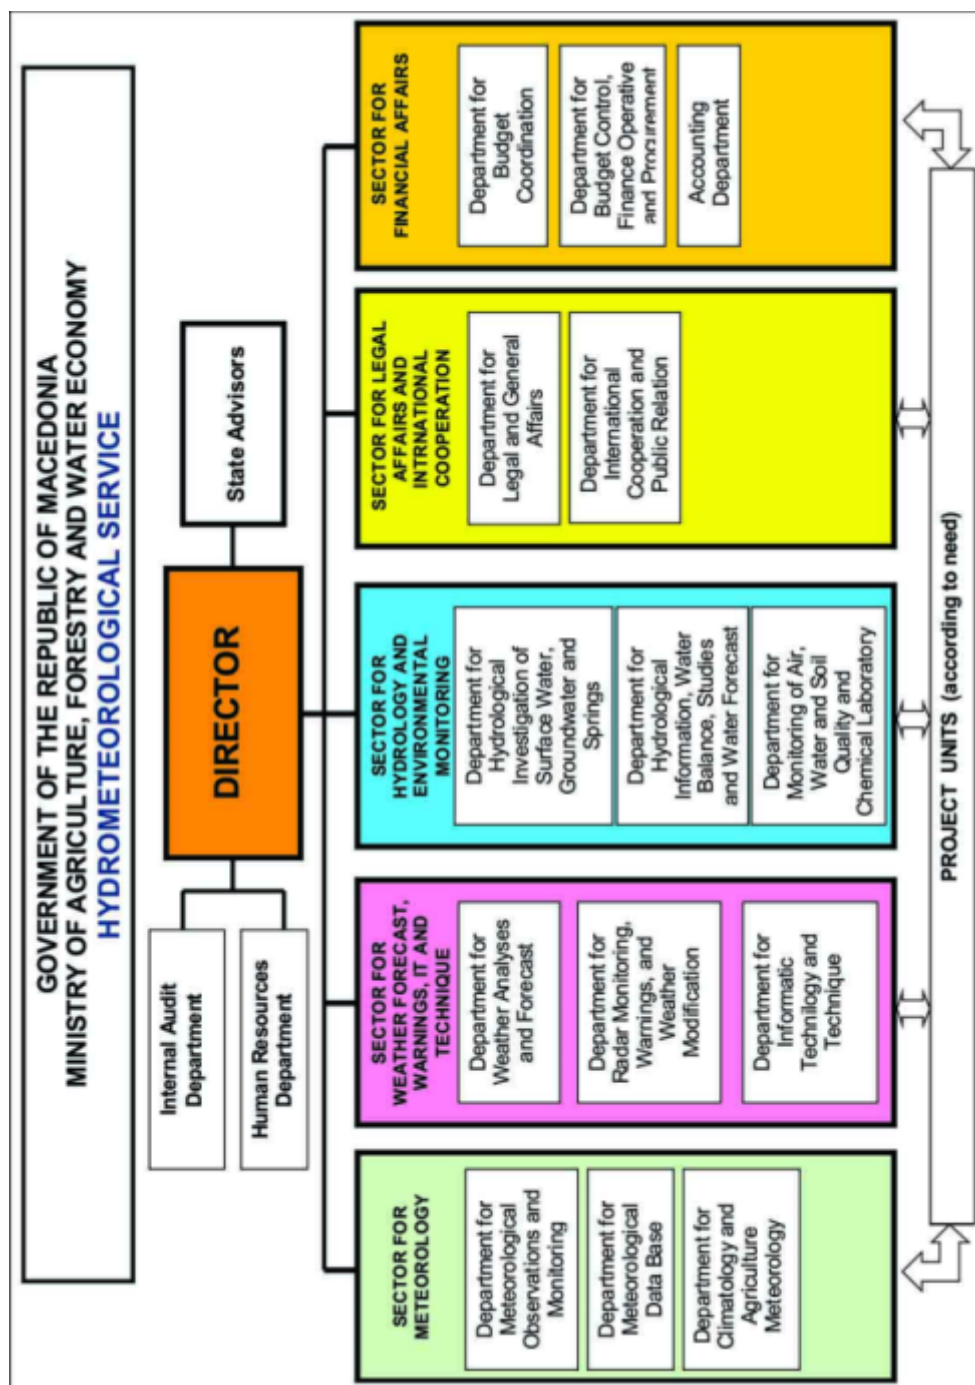 GOVERNMENT OF THE REPUBLIC OF MACEDONIA
MINISTRY OF AGRICULTURE, FORESTRY AND WATER ECONOMY
HYDROMETEOROLOGICAL SERVICE
Internal Audit
Department
Human Resources
Department
DIRECTOR
State Advisors
SECTOR FOR
METEOROLOGY
Department for
Meteorological
Observations and
Monitoring
Department for
Meteorological
Data Base
Department for
Climatology and
Agriculture
Meteorology
SECTOR FOR
WEATHER FORECAST,
WARNINGS, IT AND
TECHNIQUE
Department for
Weather Analyses
and Forecast
Department for
Radar Monitoring,
Warnings, and
Weather
Modification
Department for
Informatic
Technilogy and
Technique
SECTOR FOR
HYDROLOGY AND
ENVIRONMENTAL
MONITORING
Department for
Hydrological
Investigation of
Surface Water,
Groundwater and
Springs
Department for
Hydrological
Information, Water
Balance, Studies
and Water Forecast
Department for
Monitoring of Air,
Water and Soil
Quality and
Chemical Laboratory
SECTOR FOR LEGAL
AFFAIRS AND
INTRNATIONAL
COOPERATION
Department for
Legal and General
Affairs
Department for
International
Cooperation and
Public Relation
SECTOR FOR
FINANCIAL AFFAIRS
Department for
Budget
Coordination
Department for
Budget Control,
Finance Operative
and Procurement
Accounting
Department
PROJECT UNITS (according to need)